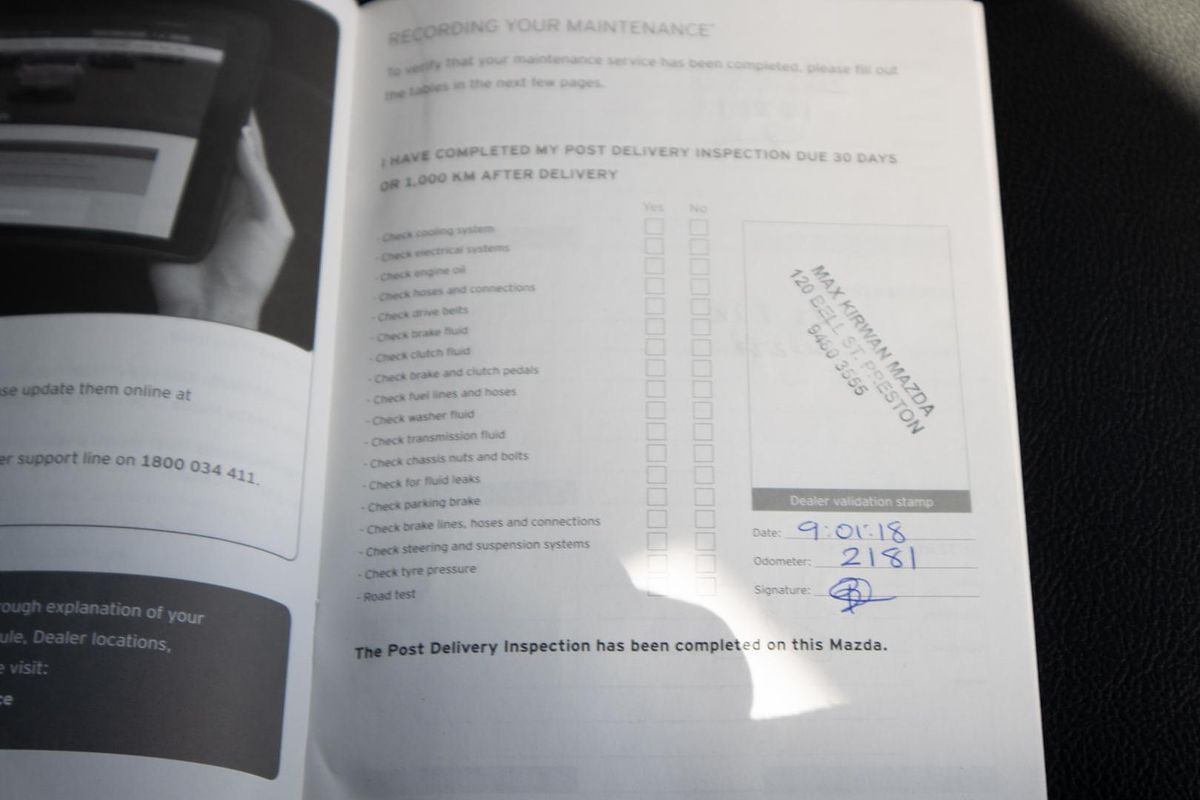 se update them online at
er support line on 1800 034 411.
ough explanation of your
ule, Dealer locations,
e visit:
ce
RECORDING YOUR MAINTENANCE
To verify that your maintenance service has been completed, please fill out
the tables in the next few pages.
I HAVE COMPLETED MY POST DELIVERY INSPECTION DUE 30 DAYS
OR 1,000 KM AFTER DELIVERY
Yes No
- Check cooling system
- Check electrical systems
- Check engine oil
- Check hoses and connections
- Check drive belts
- Check brake fluid
- Check clutch fluid
- Check brake and clutch pedals
- Check fuel lines and hoses
- Check washer fluid
- Check transmission fluid
- Check chassis nuts and bolts
- Check for fluid leaks
- Check parking brake
- Check brake lines, hoses and connections
- Check steering and suspension systems
- Check tyre pressure
- Road test
MAX KIRWAN MAZDA
120 BELL ST. PRESTON
9480 3555
Dealer validation stamp
Date: 9:01:18
Odometer: 2181
Signature:
The Post Delivery Inspection has been completed on this Mazda.